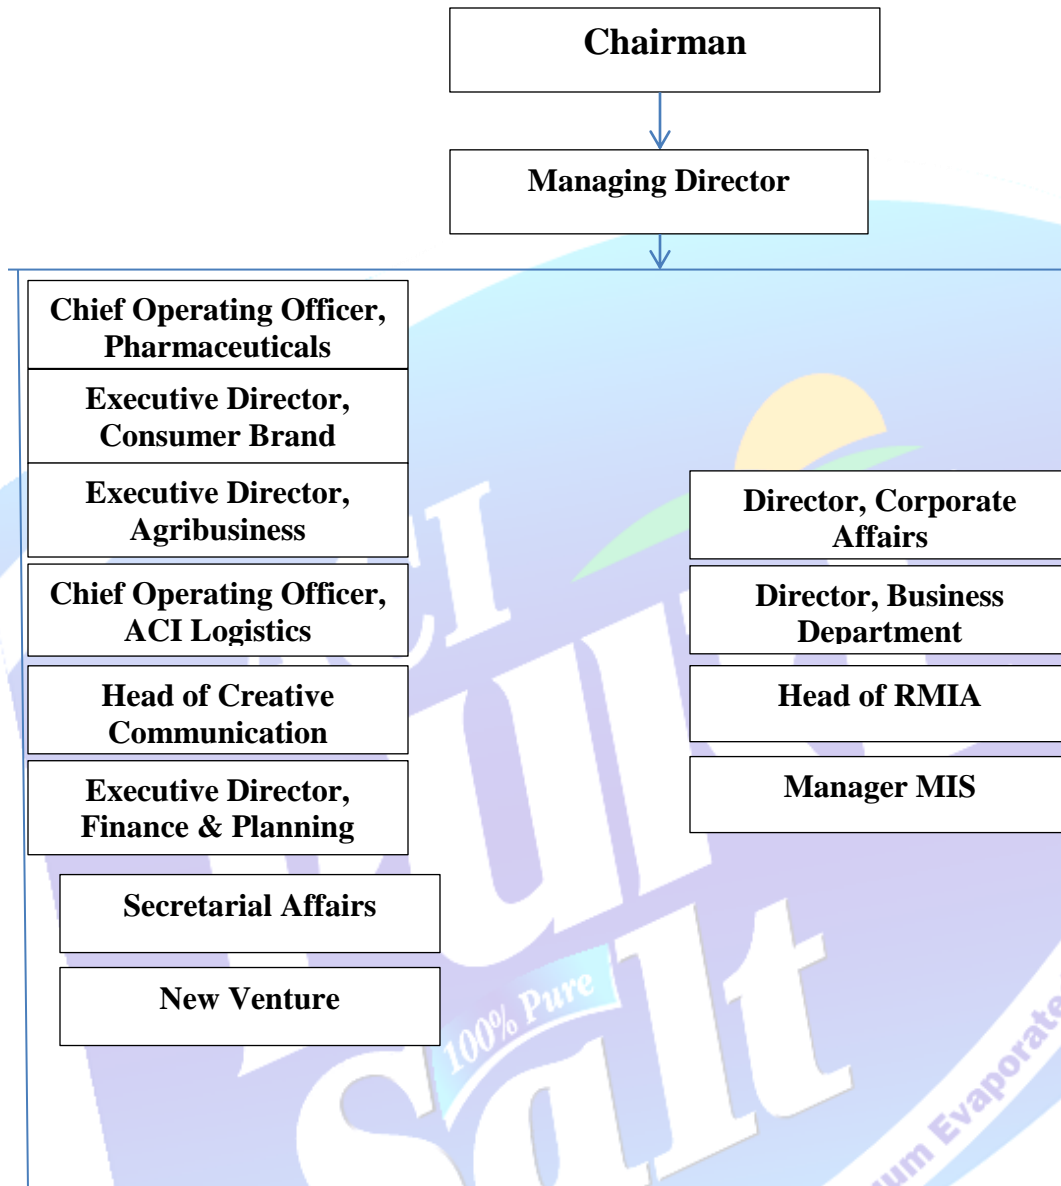 Chairman
Managing Director
Chief Operating Officer,
Pharmaceuticals
Executive Director,
Consumer Brand
Executive Director,
Agribusiness
Chief Operating Officer,
ACI Logistics
Head of Creative
Communication
Executive Director,
Finance & Planning
Secretarial Affairs
New Venture
Director, Corporate
Affairs
Director, Business
Department
Head of RMIA
Manager MIS
100% Pure
Salt